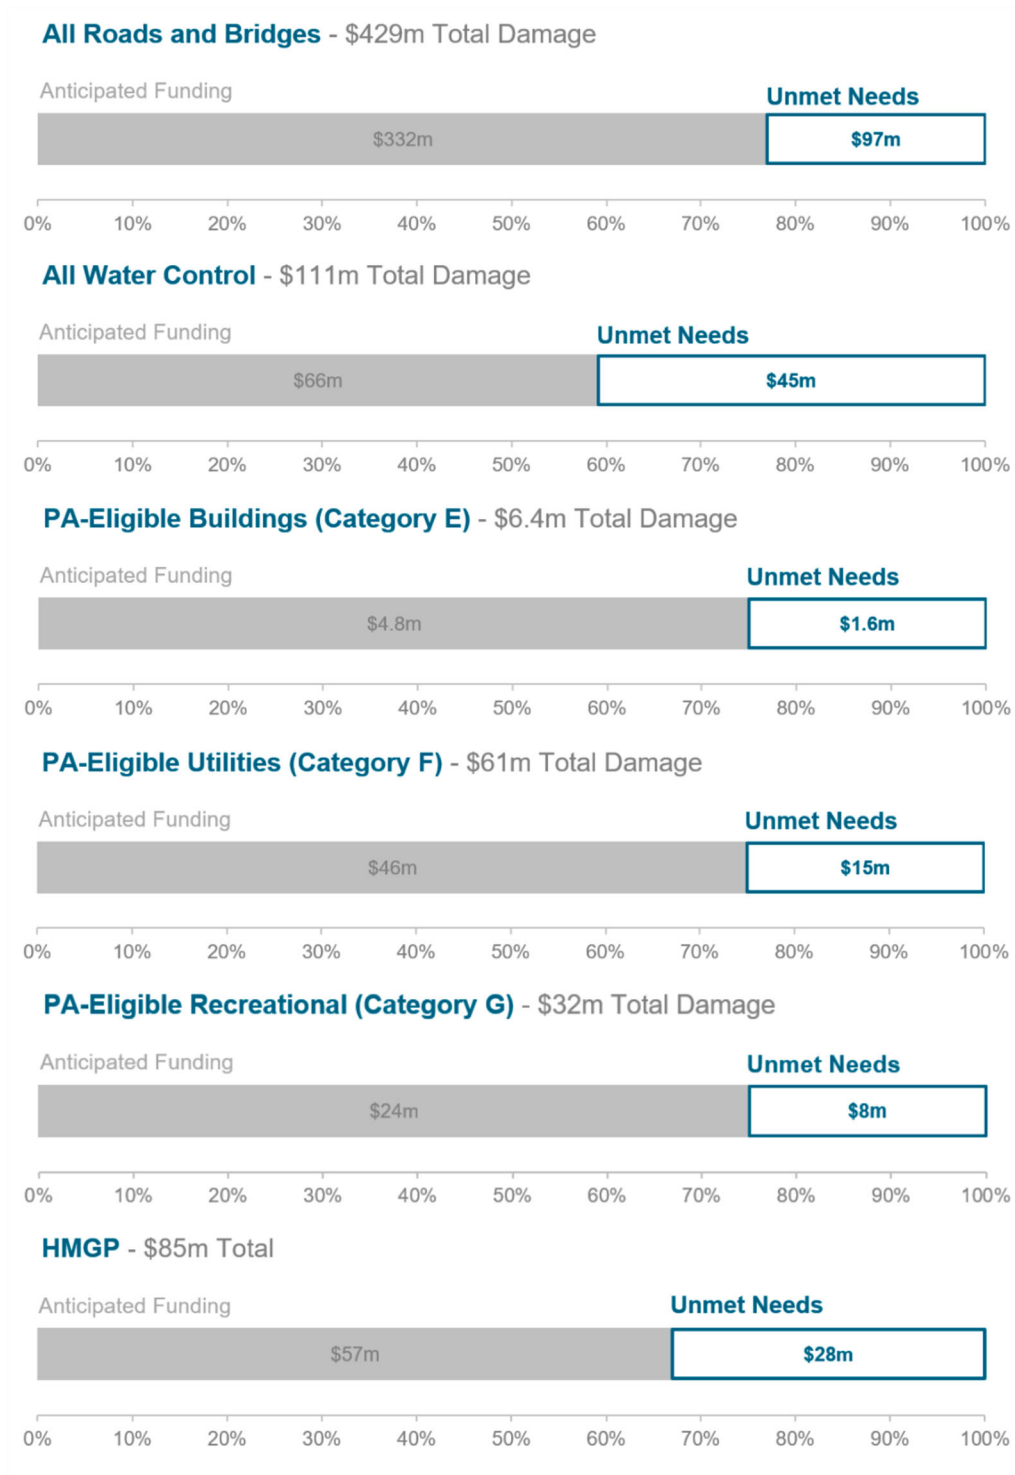 All Roads and Bridges - $429m Total Damage
Anticipated Funding
Unmet Needs
$332m $97m
0% 10% 20% 30% 40% 50% 60% 70% 80% 90% 100%
All Water Control - $111m Total Damage
Anticipated Funding
Unmet Needs
$66m $45m
0% 10% 20% 30% 40% 50% 60% 70% 80% 90% 100%
PA-Eligible Buildings (Category E) - $6.4m Total Damage
Anticipated Funding
Unmet Needs
$4.8m $1.6m
0% 10% 20% 30% 40% 50% 60% 70% 80% 90% 100%
PA-Eligible Utilities (Category F) - $61m Total Damage
Anticipated Funding
Unmet Needs
$46m $15m
0% 10% 20% 30% 40% 50% 60% 70% 80% 90% 100%
PA-Eligible Recreational (Category G) - $32m Total Damage
Anticipated Funding
Unmet Needs
$24m $8m
0% 10% 20% 30% 40% 50% 60% 70% 80% 90% 100%
HMGP - $85m Total
Anticipated Funding
Unmet Needs
$57m $28m
0% 10% 20% 30% 40% 50% 60% 70% 80% 90% 100%